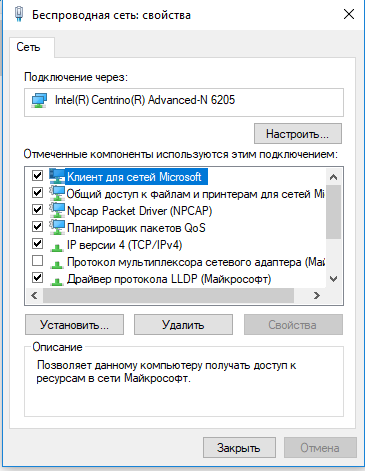 Беспроводная сеть: свойства
Сеть
Подключение через:
Intel(R) Centrino(R) Advanced-N 6205
Настроить...
Отмеченные компоненты используются этим подключением:
Клиент для сетей Microsoft
Общий доступ к файлам и принтерам для сетей Mi
Npcap Packet Driver (NPCAP)
Планировщик пакетов QoS
IP версии 4 (TCP/IPv4)
Протокол мультиплексора сетевого адаптера (Май
Драйвер протокола LLDP (Майкрософт)
Установить... Удалить Свойства
Описание
Позволяет данному компьютеру получать доступ к
ресурсам в сети Майкрософт.
Закрыть Отмена